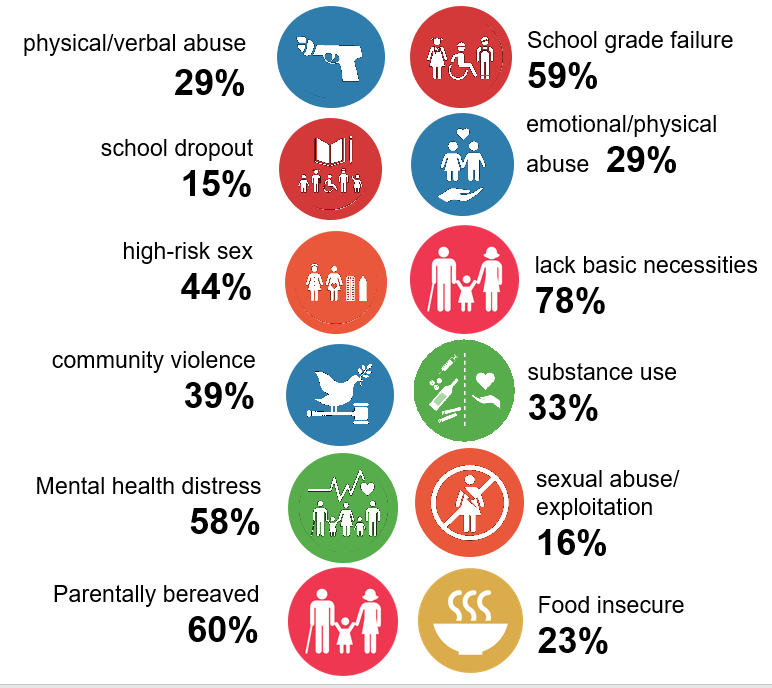 physical/verbal abuse
29%
School grade failure
59%
school dropout
15%
emotional/physical
abuse 29%
high-risk sex
44%
lack basic necessities
78%
community violence
39%
substance use
33%
Mental health distress
58%
sexual abuse/
exploitation
16%
Parentally bereaved
60%
Food insecure
23%